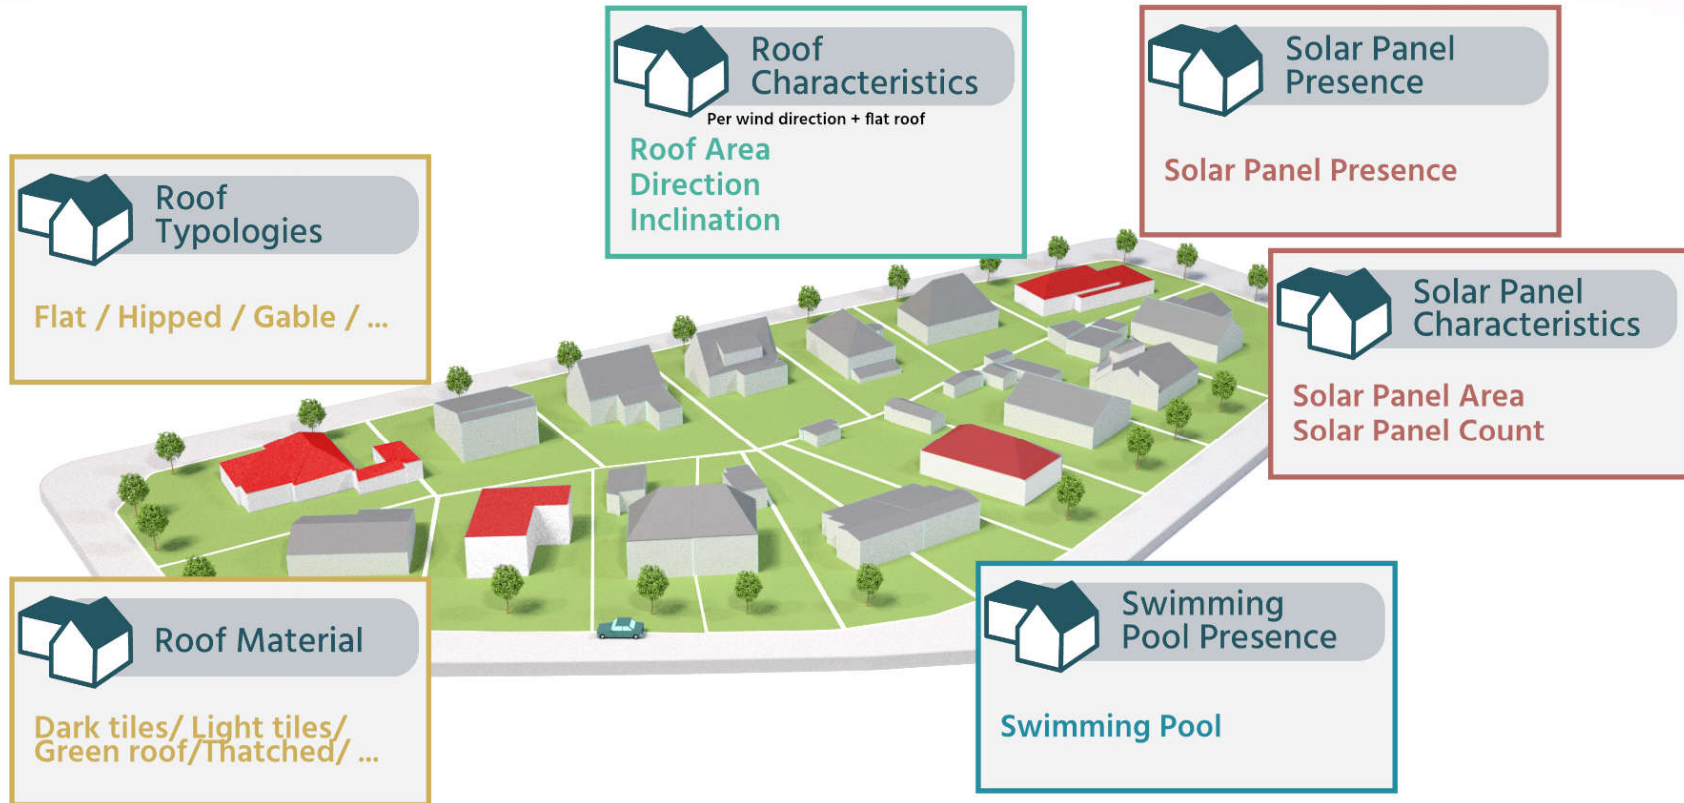 Roof
Characteristics
Per wind direction + flat roof
Roof Area
Direction
Inclination
Solar Panel
Presence
Solar Panel Presence
Roof
Typologies
Flat / Hipped / Gable / ...
Solar Panel
Characteristics
Solar Panel Area
Solar Panel Count
Roof Material
Dark tiles/ Light tiles/
Green roof/Thatched/ ...
Swimming
Pool Presence
Swimming Pool